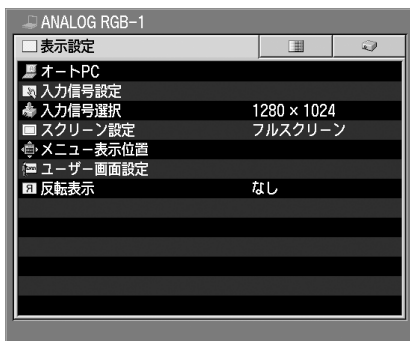 ANALOG RGB-1
表示設定
オートPC
入力信号設定
入力信号選択 1280 × 1024
スクリーン設定 フルスクリーン
メニュー表示位置
ユーザー画面設定
反転表示 なし